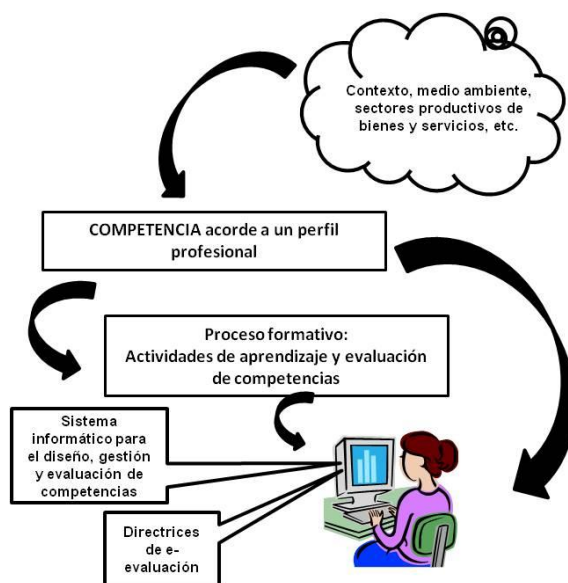 Contexto, medio ambiente,
sectores productivos de
bienes y servicios, etc.
COMPETENCIA acorde a un perfil
profesional
Proceso formativo:
Actividades de aprendizaje y evaluación
de competencias
Sistema
informático para
el diseño, gestión
y evaluación de
competencias
Directrices
de e-
evaluación